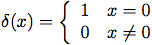 δ(x) = { 1 x = 0
0 x ≠ 0